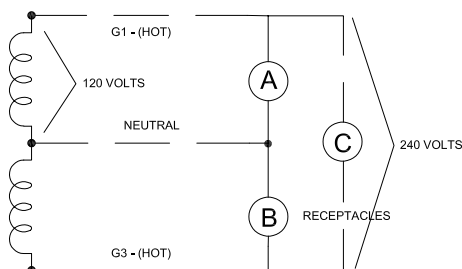 G1 - (HOT)
A
120 VOLTS
NEUTRAL
C
240 VOLTS
B
RECEPTACLES
G3 - (HOT)